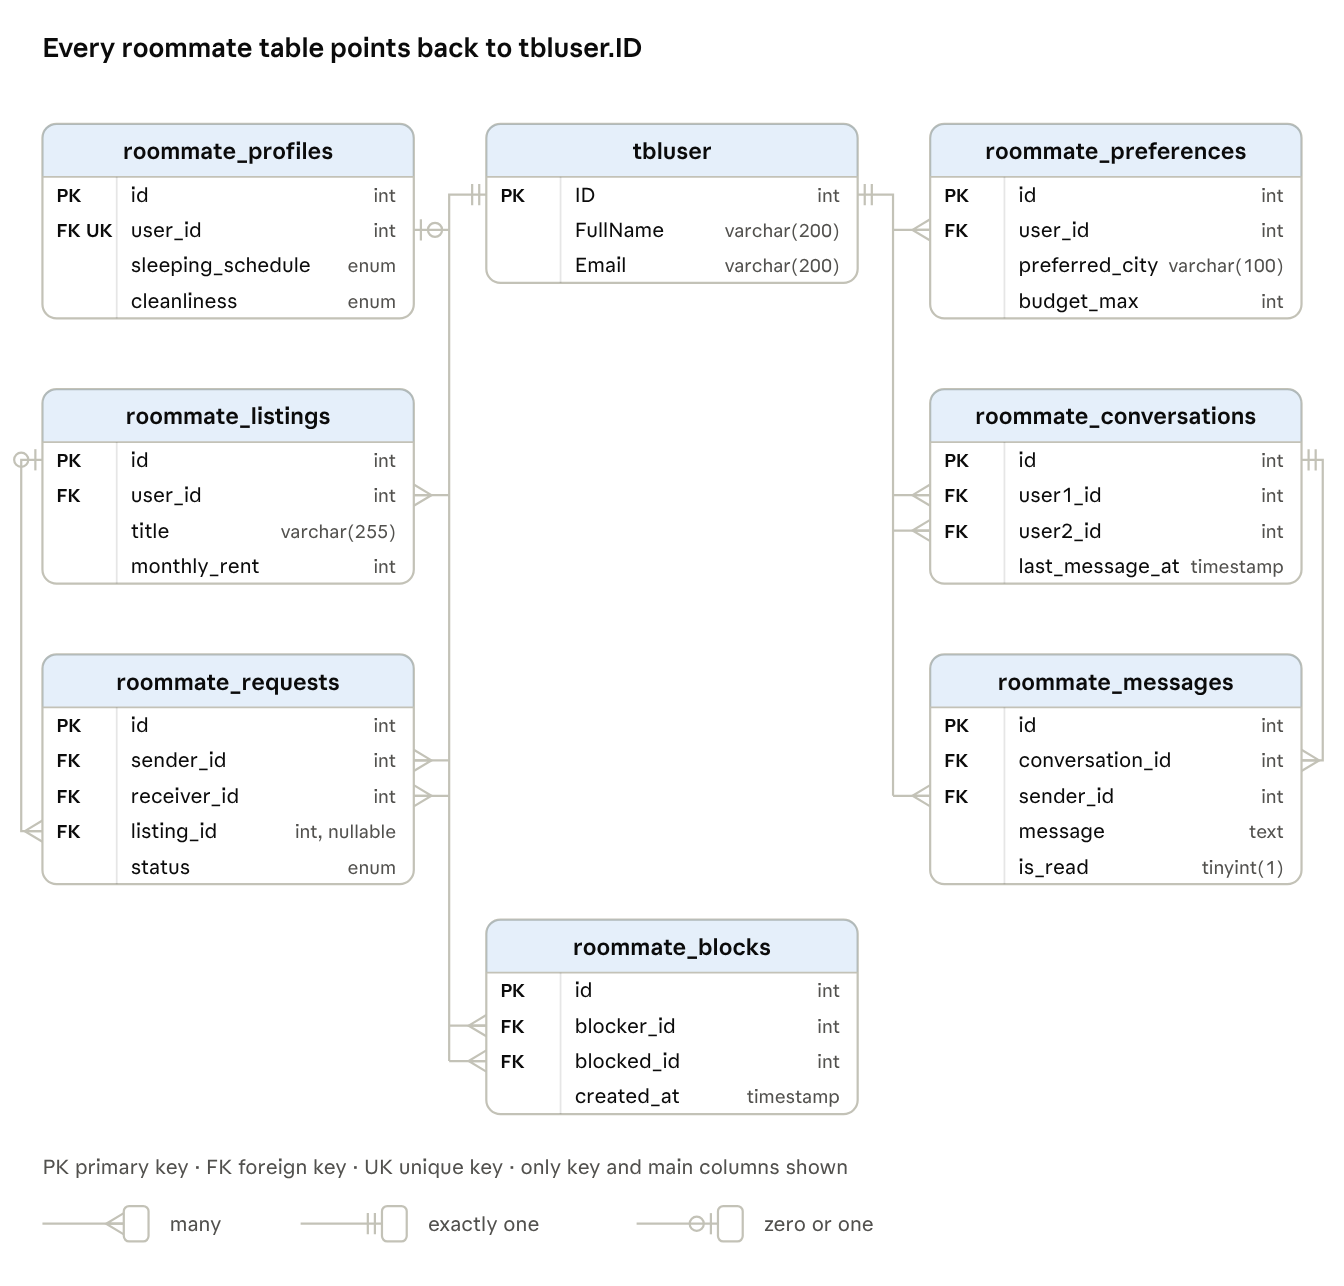 Every roommate table points back to tbluser.ID
roommate_profiles
PK id int
FK UK user_id int
sleeping_schedule enum
cleanliness enum
tbluser
PK ID int
FullName varchar(200)
Email varchar(200)
roommate_preferences
PK id int
FK user_id int
preferred_city varchar(100)
budget_max int
roommate_listings
PK id int
FK user_id int
title varchar(255)
monthly_rent int
roommate_conversations
PK id int
FK user1_id int
FK user2_id int
last_message_at timestamp
roommate_requests
PK id int
FK sender_id int
FK receiver_id int
FK listing_id int, nullable
status enum
roommate_messages
PK id int
FK conversation_id int
FK sender_id int
message text
is_read tinyint(1)
roommate_blocks
PK id int
FK blocker_id int
FK blocked_id int
created_at timestamp
PK primary key · FK foreign key · UK unique key · only key and main columns shown
many exactly one zero or one